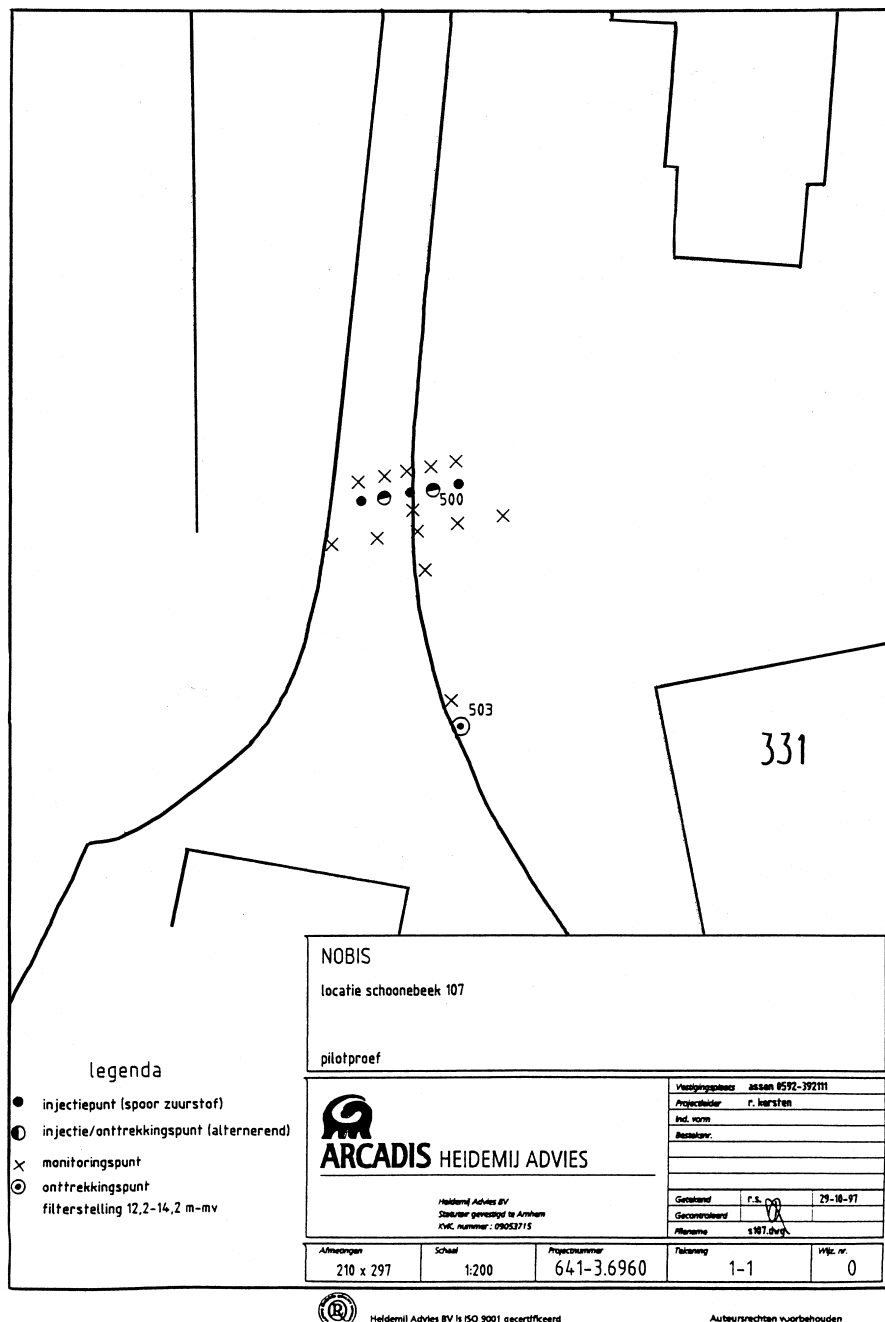 500
503
331
NOBIS
locatie schoonebeek 107
pilotproef
legenda
injectiepunt (spoor zuurstof)
injectie/onttrekkingspunt (alternerend)
monitoringspunt
onttrekkingspunt
filterstelling 12,2-14,2 m-mv
ARCADIS HEIDEMIJ ADVIES
Heidemij Advies BV
Statutair gevestigd te Arnhem
KVK. nummer : 09053715
Vestigingsplaats assen 0592-392111
Projectleider r. karsten
Ind. vorm
Besteknr.
Getekend r.s. 29-10-97
Gecontroleerd
Filename s107.dwg
Afmetingen Schaal Projectnummer Tekening Wijz. nr.
210 x 297 1:200 641-3.6960 1-1 0
Heidemij Advies BV is ISO 9001 gecertificeerd Auteursrechten voorbehouden